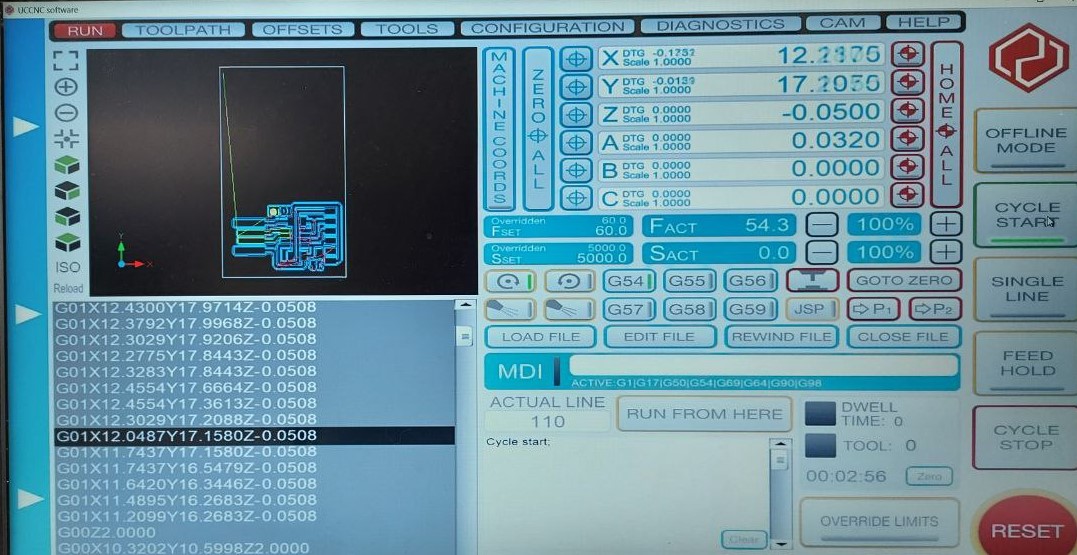 UCCNC software
RUN TOOLPATH OFFSETS TOOLS CONFIGURATION DIAGNOSTICS CAM HELP
MACHINE COORDS
ZERO ALL
X DTG -0.1757 Scale 1.0000
Y DTG Scale 1.0000
Z DTG 0.0000 Scale 1.0000 -0.0500
A DTG 0.0000 Scale 1.0000 0.0320
B DTG 0.0000 Scale 1.0000 0.0000
C DTG 0.0000 Scale 1.0000 0.0000
HOME ALL
Overridden 60.0
FSET 60.0
FACT 54.3
100%
Overridden 5000.0
SSET 5000.0
SACT 0.0
100%
G54 G55 G56 GOTO ZERO
G57 G58 G59 JSP P1 P2
LOAD FILE EDIT FILE REWIND FILE CLOSE FILE
MDI
ACTIVE:G1|G17|G50|G54|G69|G64|G90|G98
ACTUAL LINE
110
RUN FROM HERE
DWELL TIME: 0
TOOL: 0
Cycle start;
00:02:56 Zero
Clear
OVERRIDE LIMITS
Y
X
ISO
Reload
G01X12.4300Y17.9714Z-0.0508
G01X12.3792Y17.9968Z-0.0508
G01X12.3029Y17.9206Z-0.0508
G01X12.2775Y17.8443Z-0.0508
G01X12.3283Y17.8443Z-0.0508
G01X12.4554Y17.6664Z-0.0508
G01X12.4554Y17.3613Z-0.0508
G01X12.3029Y17.2088Z-0.0508
G01X12.0487Y17.1580Z-0.0508
G01X11.7437Y17.1580Z-0.0508
G01X11.7437Y16.5479Z-0.0508
G01X11.6420Y16.3446Z-0.0508
G01X11.4895Y16.2683Z-0.0508
G01X11.2099Y16.2683Z-0.0508
G00Z2.0000
G00X10.3202Y10.5998Z2.0000
OFFLINE
MODE
CYCLE
START
SINGLE
LINE
FEED
HOLD
CYCLE
STOP
RESET